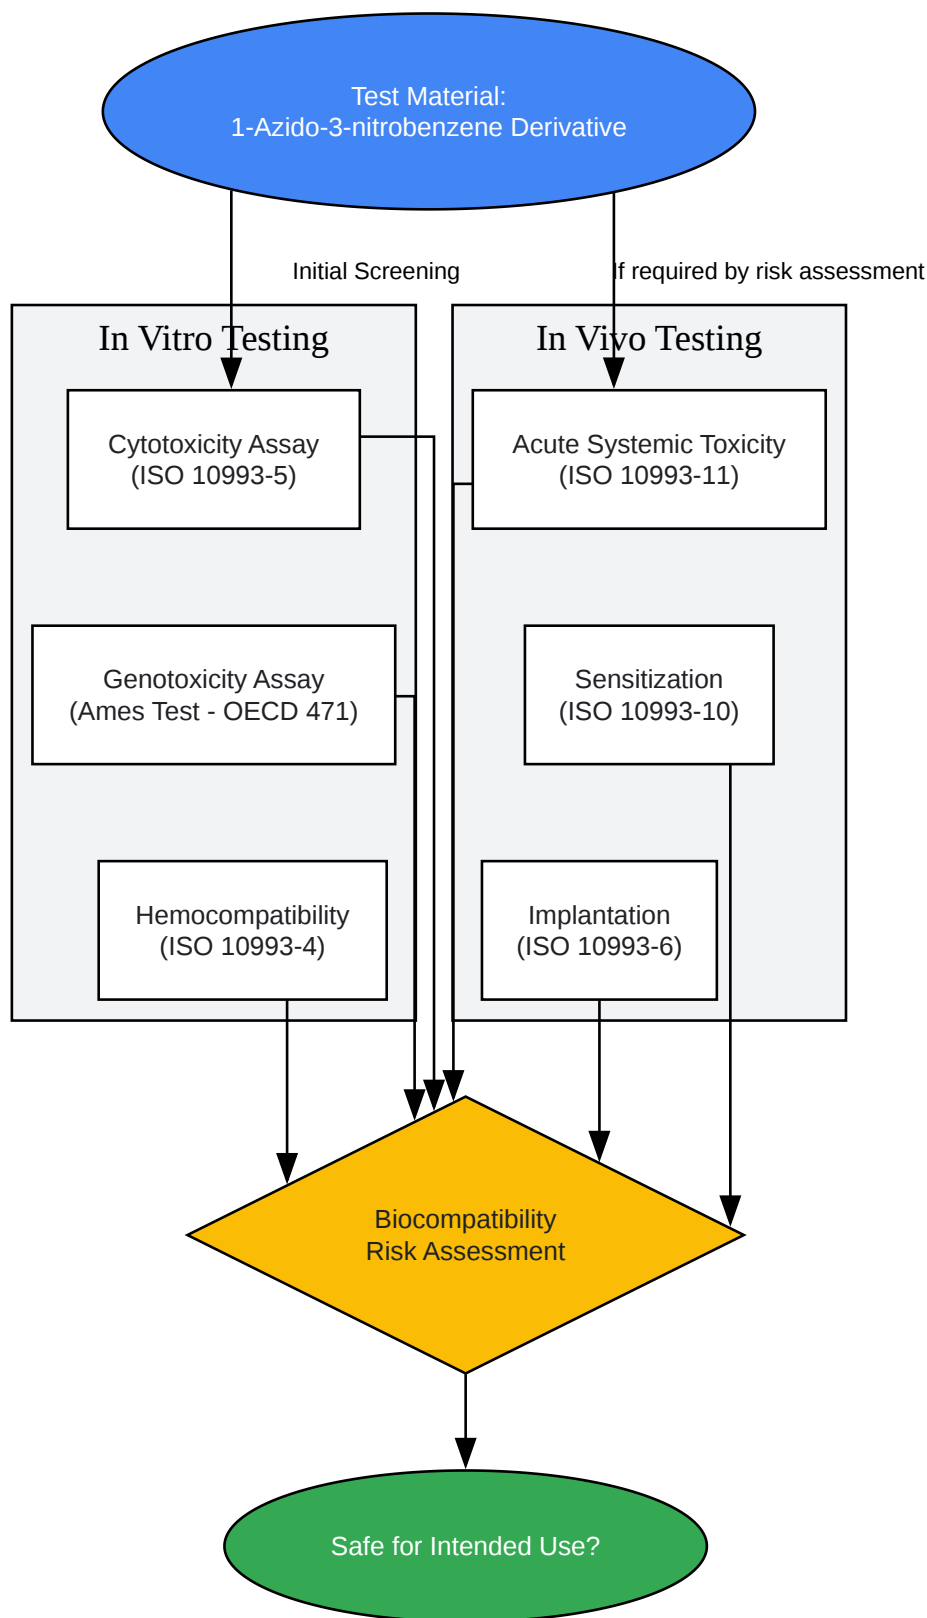 Test Material:
1-Azido-3-nitrobenzene Derivative
Initial Screening
If required by risk assessment
In Vitro Testing
In Vivo Testing
Cytotoxicity Assay
(ISO 10993-5)
Acute Systemic Toxicity
(ISO 10993-11)
Genotoxicity Assay
(Ames Test - OECD 471)
Sensitization
(ISO 10993-10)
Hemocompatibility
(ISO 10993-4)
Implantation
(ISO 10993-6)
Biocompatibility
Risk Assessment
Safe for Intended Use?